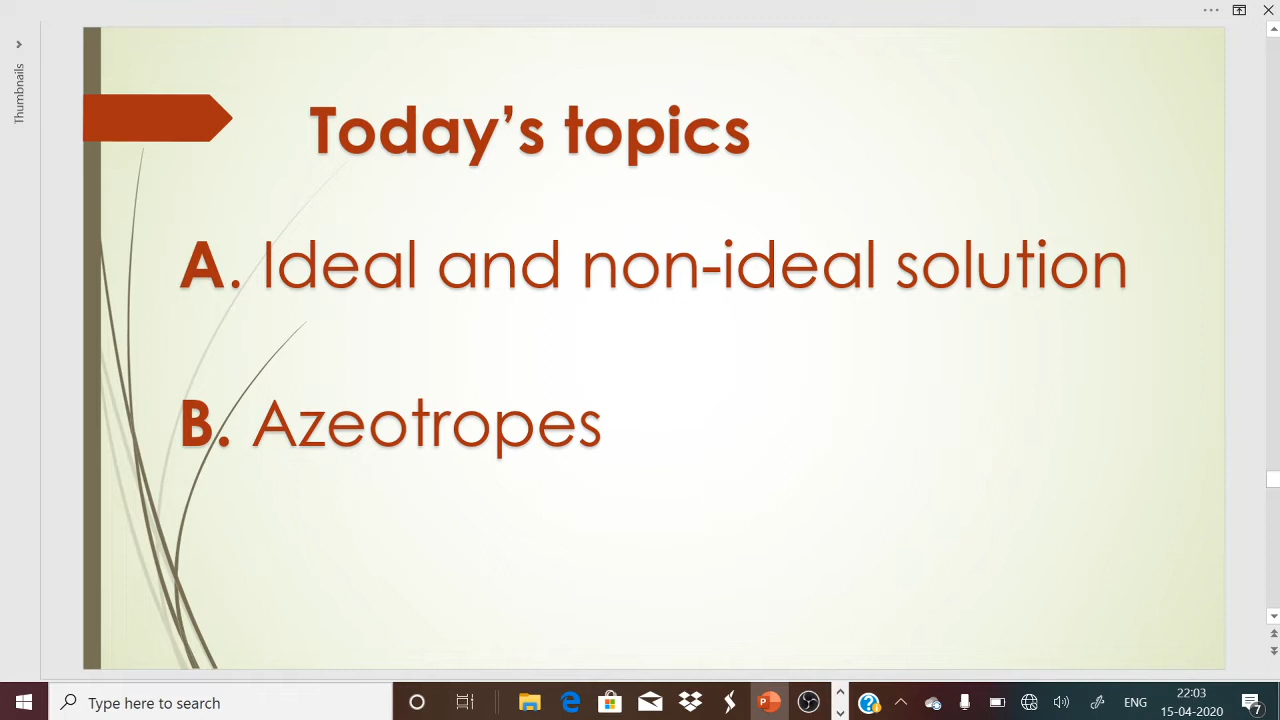 Thumbnails
Today’s topics
A. Ideal and non-ideal solution
B. Azeotropes
Type here to search
ENG
22:03
15-04-2020
7